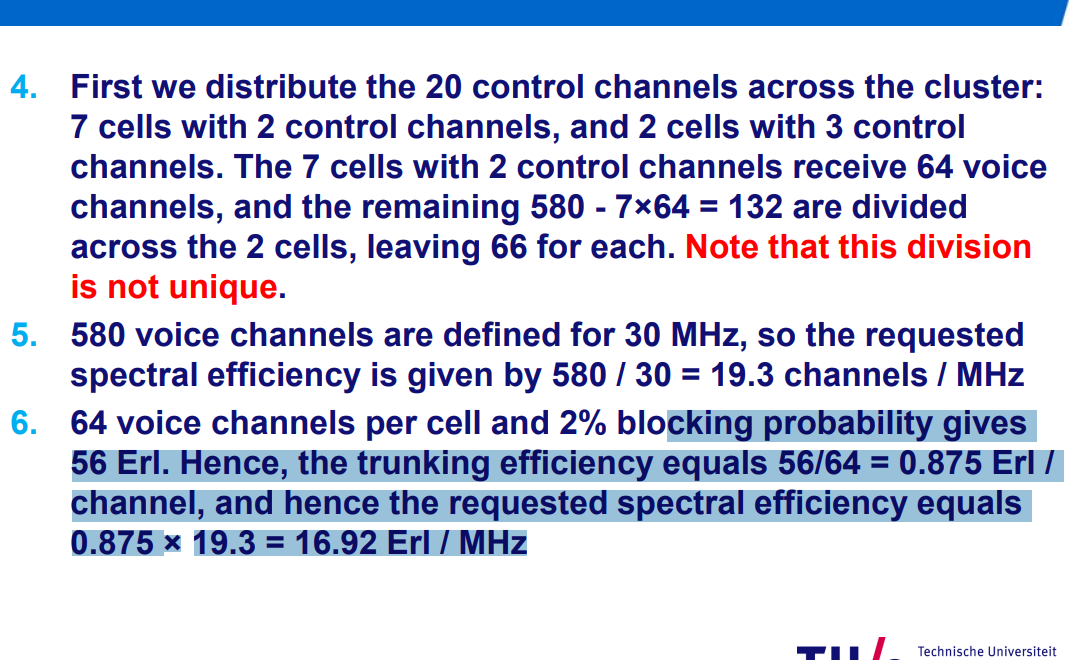 4. First we distribute the 20 control channels across the cluster:
7 cells with 2 control channels, and 2 cells with 3 control
channels. The 7 cells with 2 control channels receive 64 voice
channels, and the remaining 580 - 7×64 = 132 are divided
across the 2 cells, leaving 66 for each. Note that this division
is not unique.
5. 580 voice channels are defined for 30 MHz, so the requested
spectral efficiency is given by 580 / 30 = 19.3 channels / MHz
6. 64 voice channels per cell and 2% blocking probability gives
56 Erl. Hence, the trunking efficiency equals 56/64 = 0.875 Erl /
channel, and hence the requested spectral efficiency equals
0.875 × 19.3 = 16.92 Erl / MHz
Technische Universiteit